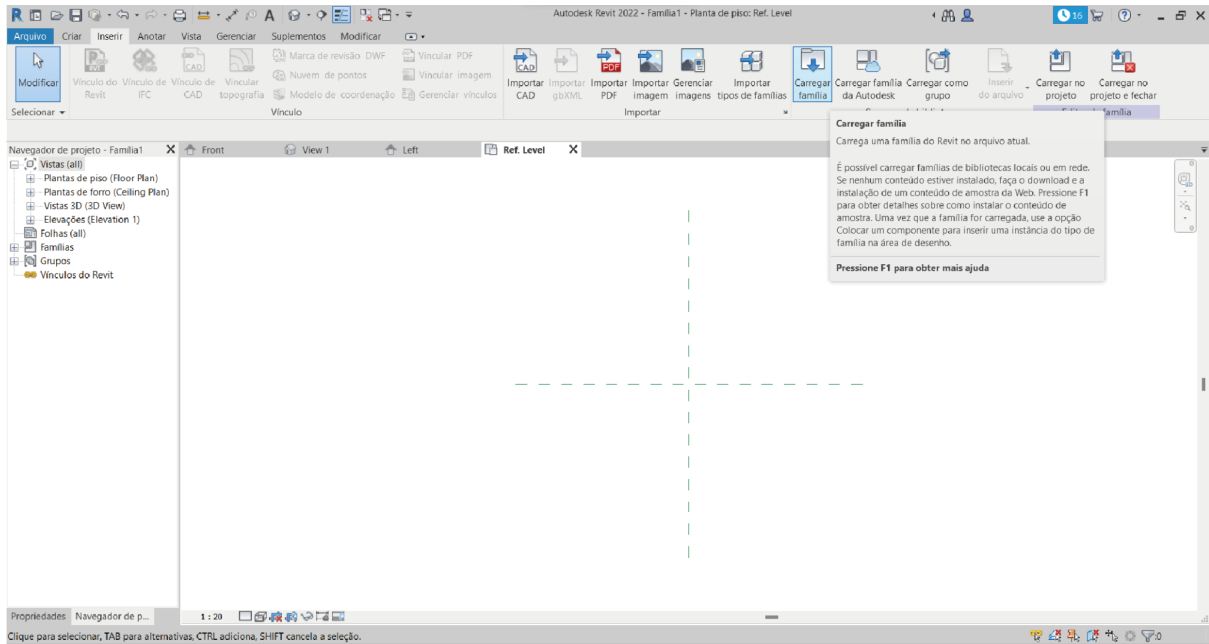 Autodesk Revit 2022 - Família1 - Planta de piso: Ref. Level
16
Arquivo Criar Inserir Anotar Vista Gerenciar Suplementos Modificar
Modificar
Vínculo do Revit
Vínculo de IFC
Vínculo de CAD
Vincular topografia
Marca de revisão DWF
Nuvem de pontos
Modelo de coordenação
Vincular PDF
Vincular imagem
Gerenciar vínculos
Importar CAD
Importar gbXML
Importar PDF
Importar imagem
Gerenciar imagens
Importar tipos de famílias
Carregar família
Carregar família da Autodesk
Carregar como grupo
Inserir do arquivo
Carregar no projeto
Carregar no projeto e fechar
Selecionar
Vínculo
Importar
Carregar família
Carrega uma família do Revit no arquivo atual.
É possível carregar famílias de bibliotecas locais ou em rede.
Se nenhum conteúdo estiver instalado, faça o download e a
instalação de um conteúdo de amostra da Web. Pressione F1
para obter detalhes sobre como instalar o conteúdo de
amostra. Uma vez que a família for carregada, use a opção
Colocar um componente para inserir uma instância do tipo de
família na área de desenho.
Pressione F1 para obter mais ajuda
Navegador de projeto - Família1
Front View 1 Left Ref. Level
Vistas (all)
Plantas de piso (Floor Plan)
Plantas de forro (Ceiling Plan)
Vistas 3D (3D View)
Elevações (Elevation 1)
Folhas (all)
Famílias
Grupos
Vínculos do Revit
Propriedades Navegador de p...
1 : 20
Clique para selecionar, TAB para alternativas, CTRL adiciona, SHIFT cancela a seleção.
:0